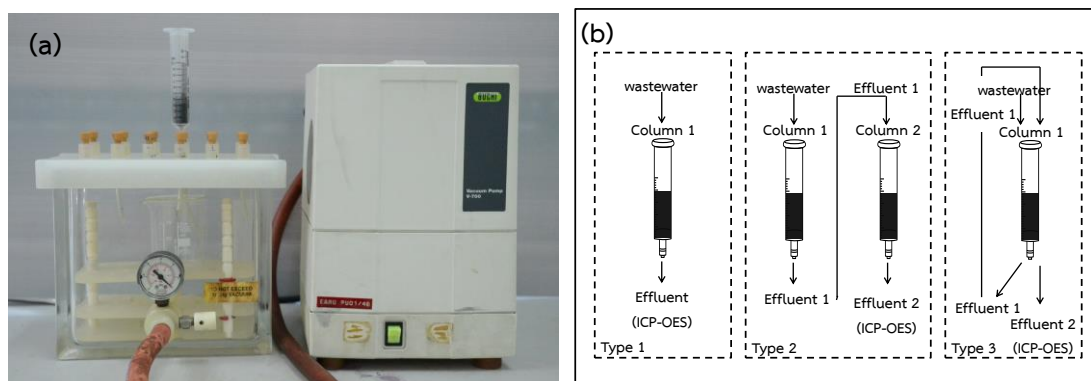 (a)
BUCHI
Vacuum Pump
V-700
NOT EXCEED
VACUUM
(b)
wastewater
Column 1
Effluent
(ICP-OES)
Type 1
wastewater
Column 1
Effluent 1
Effluent 1
Column 2
Effluent 2
(ICP-OES)
Type 2
wastewater
Effluent 1
Column 1
Effluent 1
Effluent 2
(ICP-OES)
Type 3